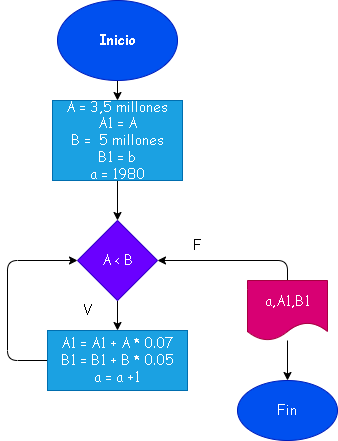 Inicio
A = 3,5 millones
A1 = A
B = 5 millones
B1 = b
a = 1980
F
A < B
a,A1,B1
V
A1 = A1 + A * 0.07
B1 = B1 + B * 0.05
a = a +1
Fin